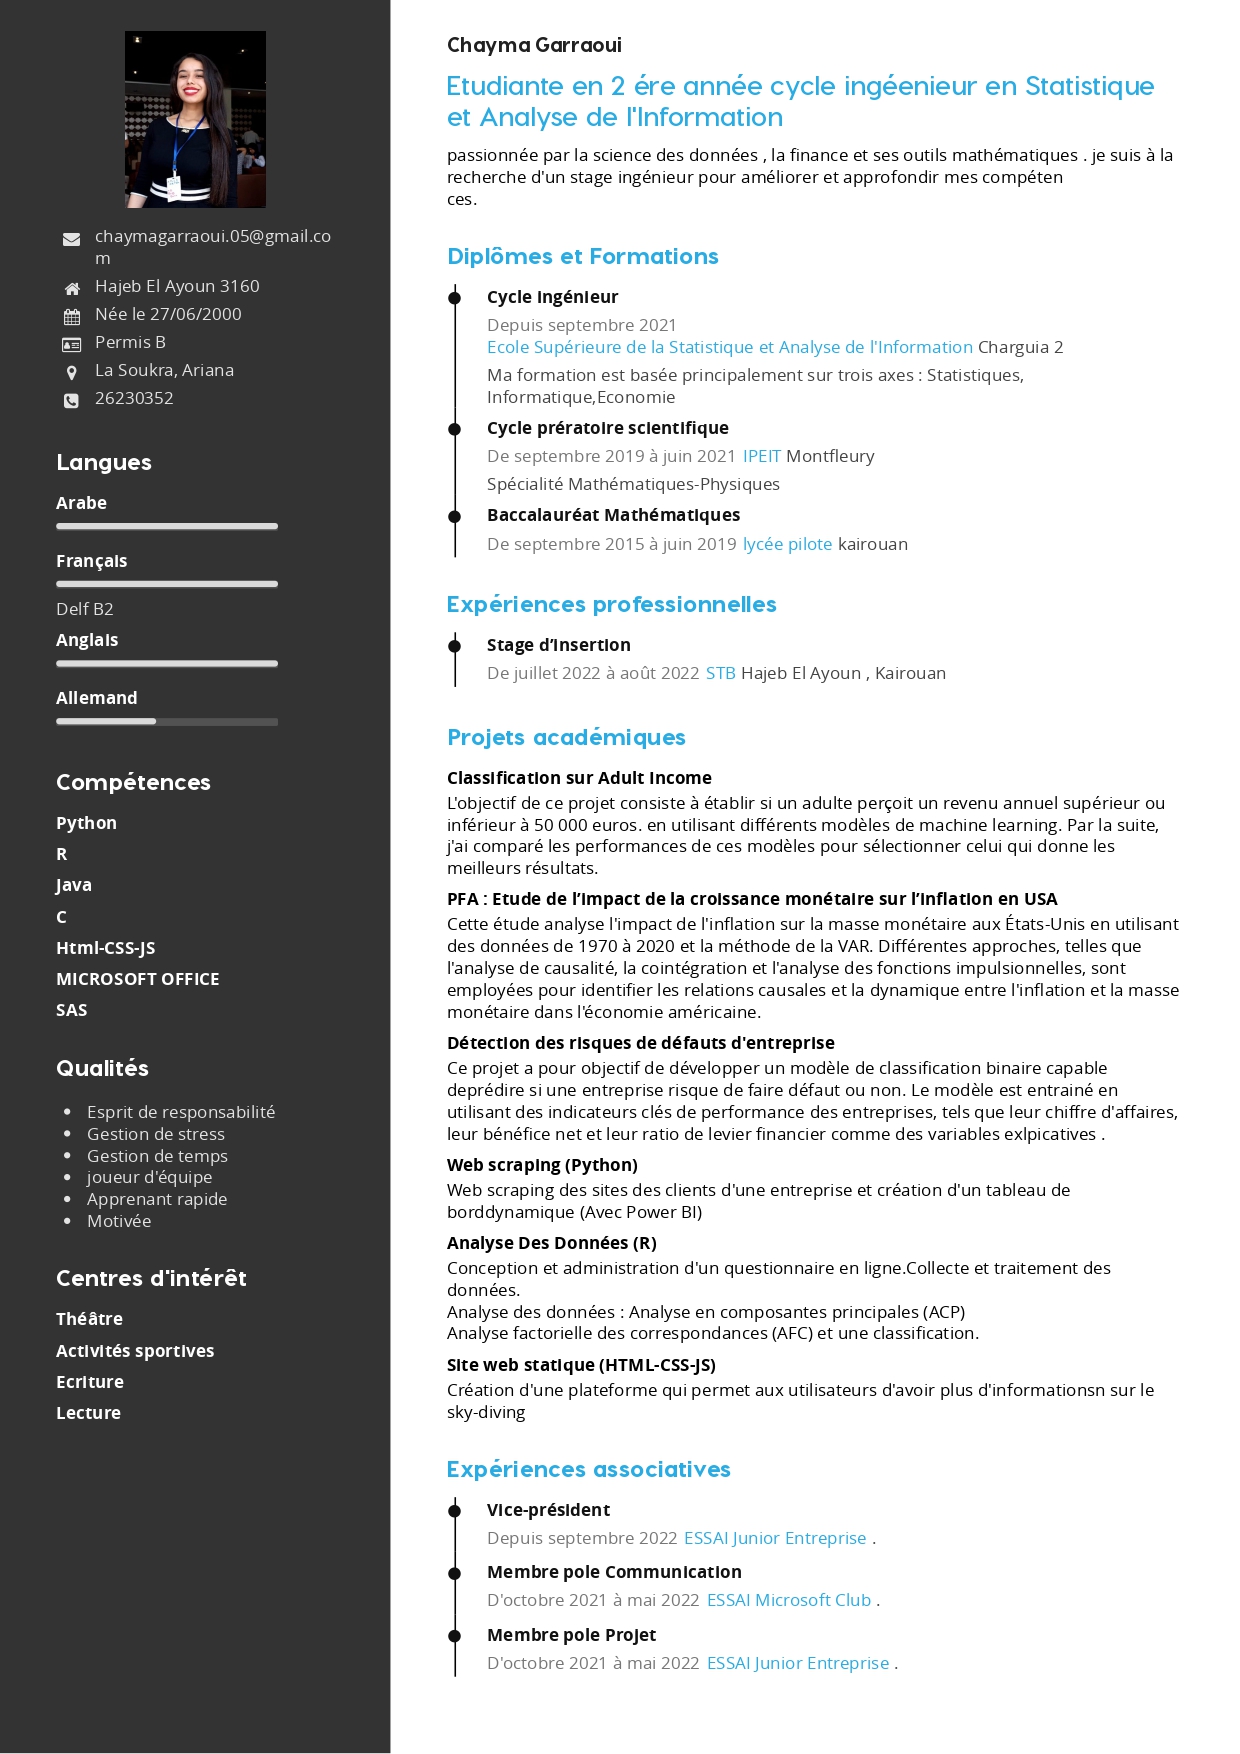 chaymagarraoui.05@gmail.co
m
Hajeb El Ayoun 3160
Née le 27/06/2000
Permis B
La Soukra, Ariana
26230352
Langues
Arabe
Français
Delf B2
Anglais
Allemand
Compétences
Python
R
Java
C
Html-CSS-JS
MICROSOFT OFFICE
SAS
Qualités
• Esprit de responsabilité
• Gestion de stress
• Gestion de temps
• joueur d'équipe
• Apprenant rapide
• Motivée
Centres d'intérêt
Théâtre
Activités sportives
Ecriture
Lecture
Chayma Garraoui
Etudiante en 2 ére année cycle ingéenieur en Statistique
et Analyse de l'Information
passionnée par la science des données , la finance et ses outils mathématiques . je suis à la
recherche d'un stage ingénieur pour améliorer et approfondir mes compéten
ces.
Diplômes et Formations
Cycle ingénieur
Depuis septembre 2021
Ecole Supérieure de la Statistique et Analyse de l'Information Charguia 2
Ma formation est basée principalement sur trois axes : Statistiques,
Informatique,Economie
Cycle prératoire scientifique
De septembre 2019 à juin 2021 IPEIT Montfleury
Spécialité Mathématiques-Physiques
Baccalauréat Mathématiques
De septembre 2015 à juin 2019 lycée pilote kairouan
Expériences professionnelles
Stage d’insertion
De juillet 2022 à août 2022 STB Hajeb El Ayoun , Kairouan
Projets académiques
Classification sur Adult Income
L'objectif de ce projet consiste à établir si un adulte perçoit un revenu annuel supérieur ou
inférieur à 50 000 euros. en utilisant différents modèles de machine learning. Par la suite,
j'ai comparé les performances de ces modèles pour sélectionner celui qui donne les
meilleurs résultats.
PFA : Etude de l’impact de la croissance monétaire sur l’inflation en USA
Cette étude analyse l'impact de l'inflation sur la masse monétaire aux États-Unis en utilisant
des données de 1970 à 2020 et la méthode de la VAR. Différentes approches, telles que
l'analyse de causalité, la cointégration et l'analyse des fonctions impulsionnelles, sont
employées pour identifier les relations causales et la dynamique entre l'inflation et la masse
monétaire dans l'économie américaine.
Détection des risques de défauts d'entreprise
Ce projet a pour objectif de développer un modèle de classification binaire capable
deprédire si une entreprise risque de faire défaut ou non. Le modèle est entrainé en
utilisant des indicateurs clés de performance des entreprises, tels que leur chiffre d'affaires,
leur bénéfice net et leur ratio de levier financier comme des variables exlpicatives .
Web scraping (Python)
Web scraping des sites des clients d'une entreprise et création d'un tableau de
borddynamique (Avec Power BI)
Analyse Des Données (R)
Conception et administration d'un questionnaire en ligne.Collecte et traitement des
données.
Analyse des données : Analyse en composantes principales (ACP)
Analyse factorielle des correspondances (AFC) et une classification.
Site web statique (HTML-CSS-JS)
Création d'une plateforme qui permet aux utilisateurs d'avoir plus d'informationsn sur le
sky-diving
Expériences associatives
Vice-président
Depuis septembre 2022 ESSAI Junior Entreprise .
Membre pole Communication
D'octobre 2021 à mai 2022 ESSAI Microsoft Club .
Membre pole Projet
D'octobre 2021 à mai 2022 ESSAI Junior Entreprise .